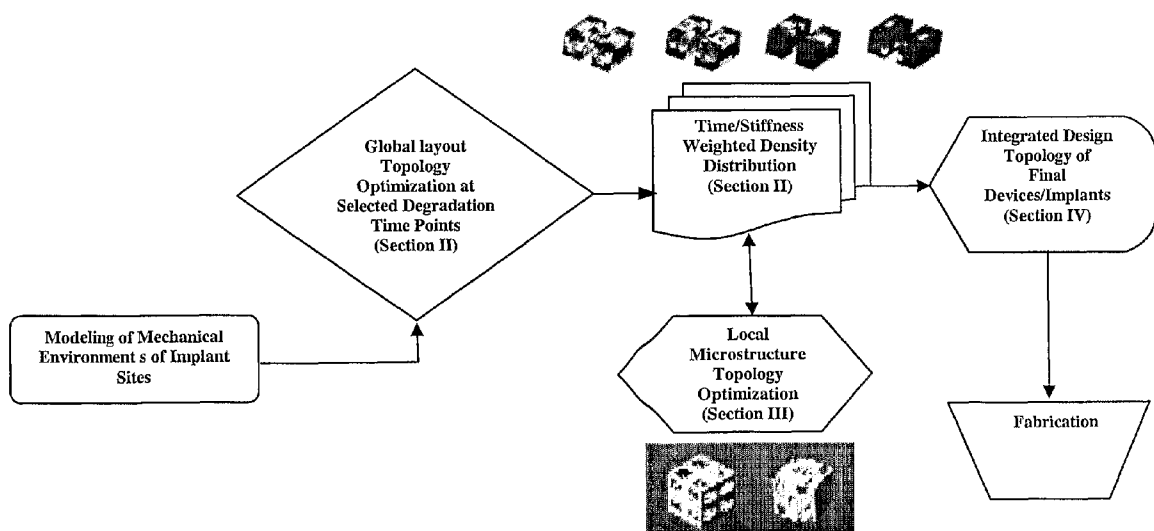 Modeling of Mechanical
Environment s of Implant
Sites
Global layout
Topology
Optimization at
Selected Degradation
Time Points
(Section II)
Time/Stiffness
Weighted Density
Distribution
(Section II)
Local
Microstructure
Topology
Optimization
(Section III)
Integrated Design
Topology of
Final
Devices/Implants
(Section IV)
Fabrication